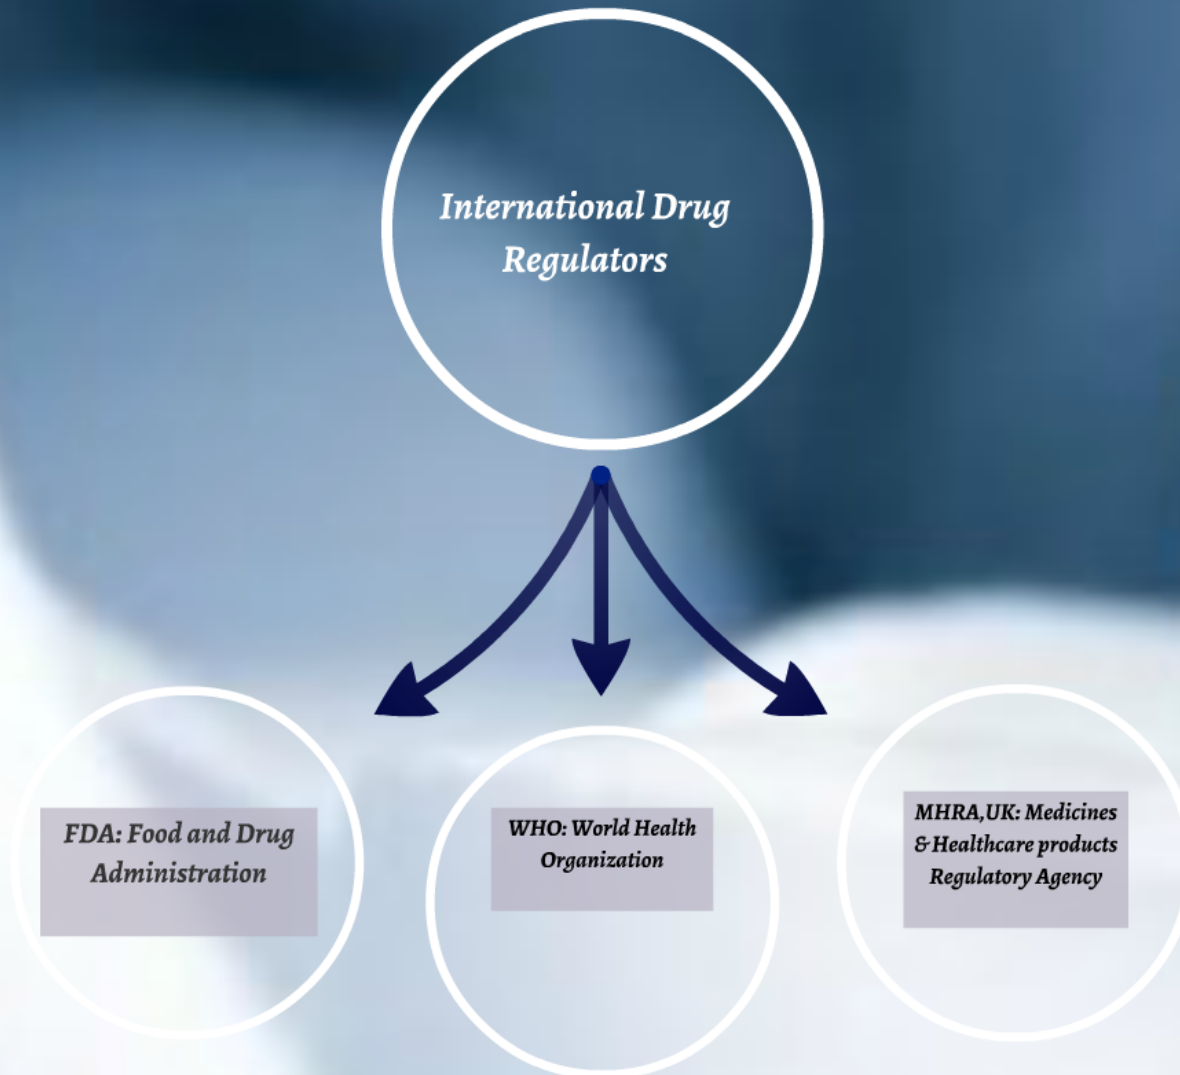 International Drug
Regulators
FDA: Food and Drug
Administration
WHO: World Health
Organization
MHRA,UK: Medicines
& Healthcare products
Regulatory Agency